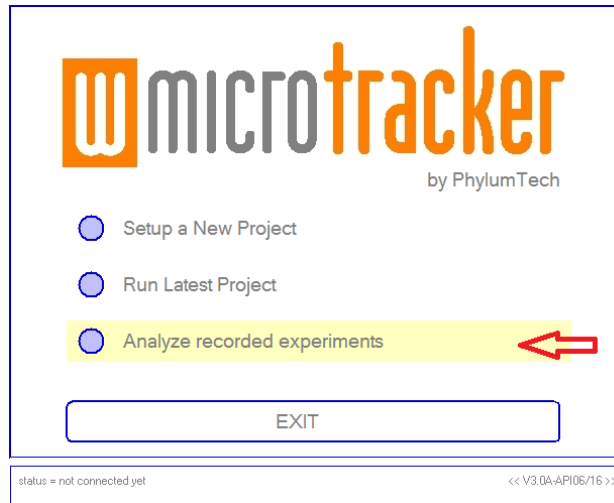 W microtracker
by PhylumTech
Setup a New Project
Run Latest Project
Analyze recorded experiments
EXIT
status = not connected yet
<< V3.0A-API06/16 >>